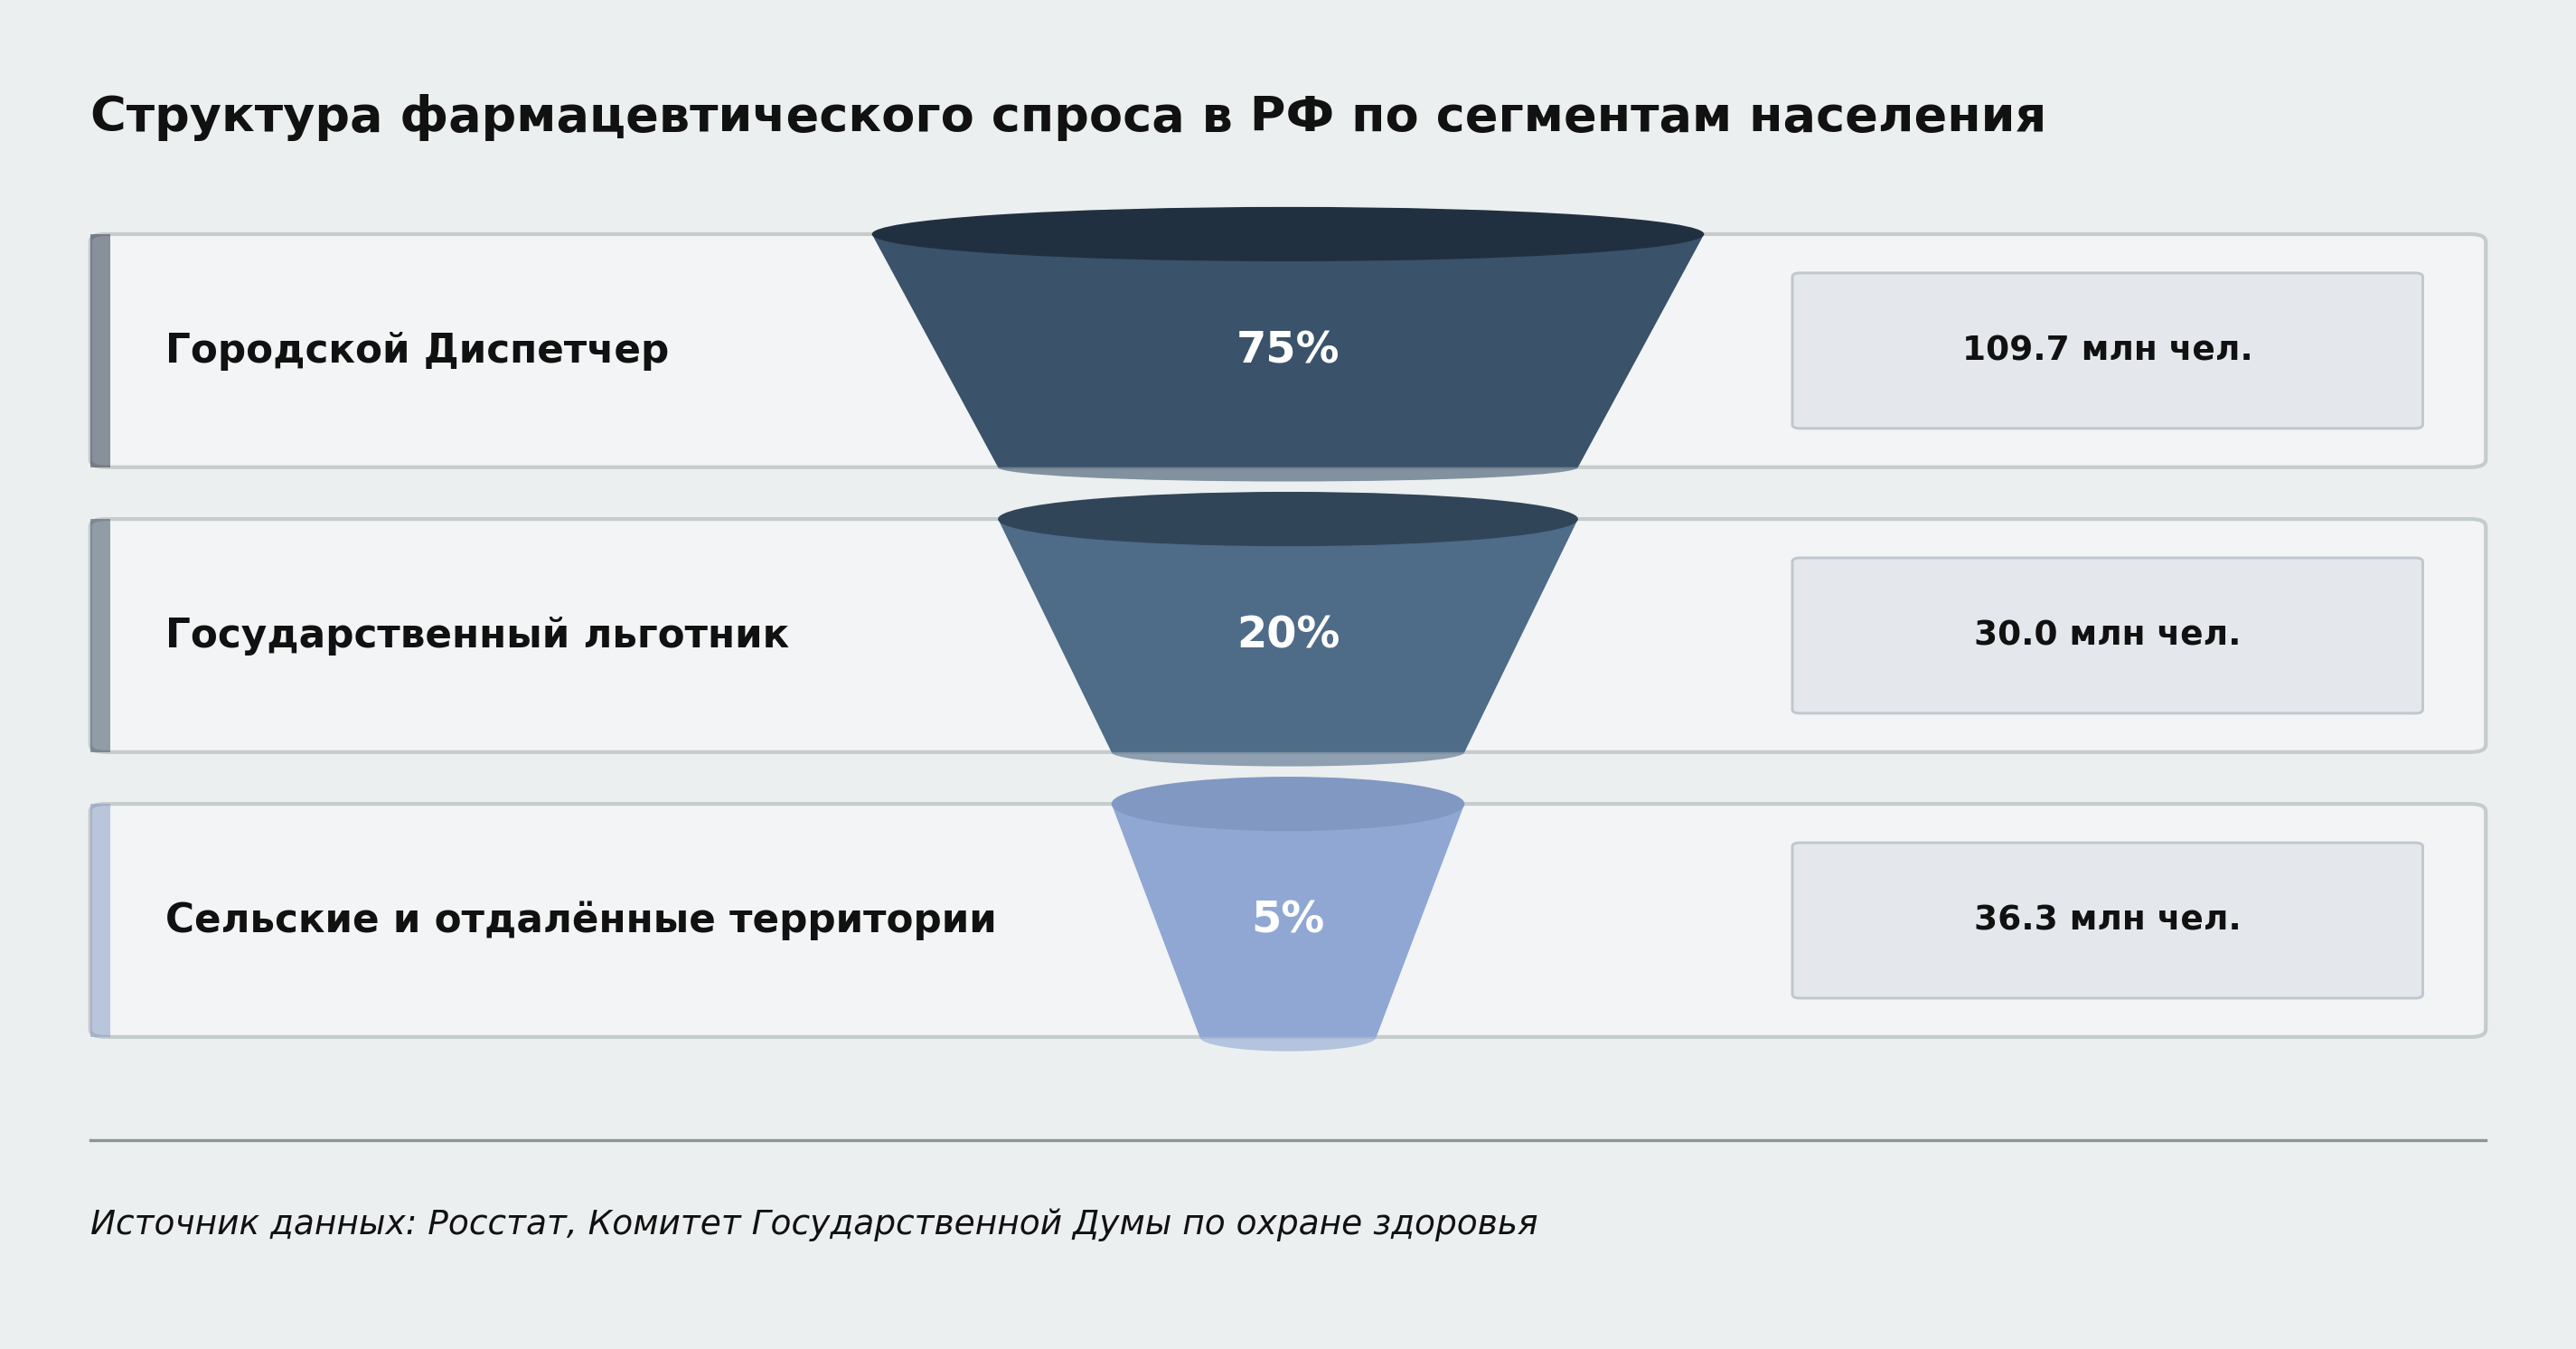 Структура фармацевтического спроса в РФ по сегментам населения
Городской Диспетчер
75%
109.7 млн чел.
Государственный льготник
20%
30.0 млн чел.
Сельские и отдалённые территории
5%
36.3 млн чел.
Источник данных: Росстат, Комитет Государственной Думы по охране здоровья